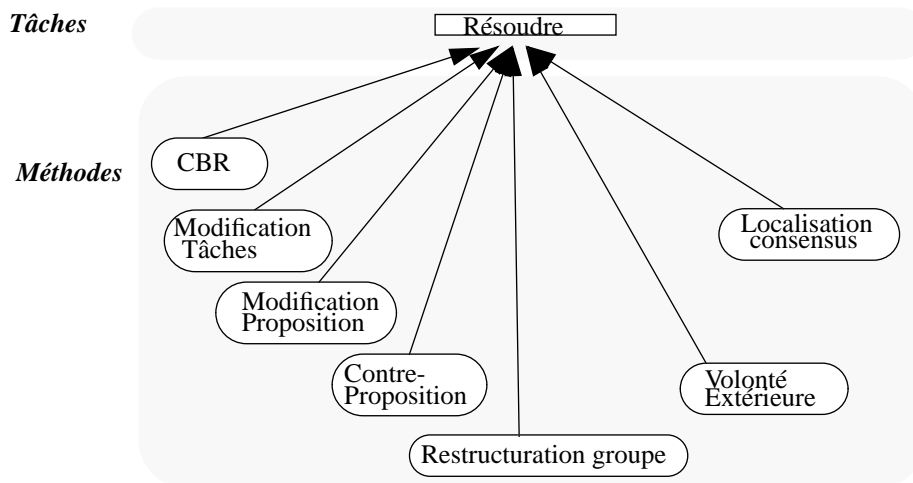 Tâches
Résoudre
Méthodes
CBR
Modification
Tâches
Localisation
consensus
Modification
Proposition
Contre-
Proposition
Volonté
Extérieure
Restructuration groupe